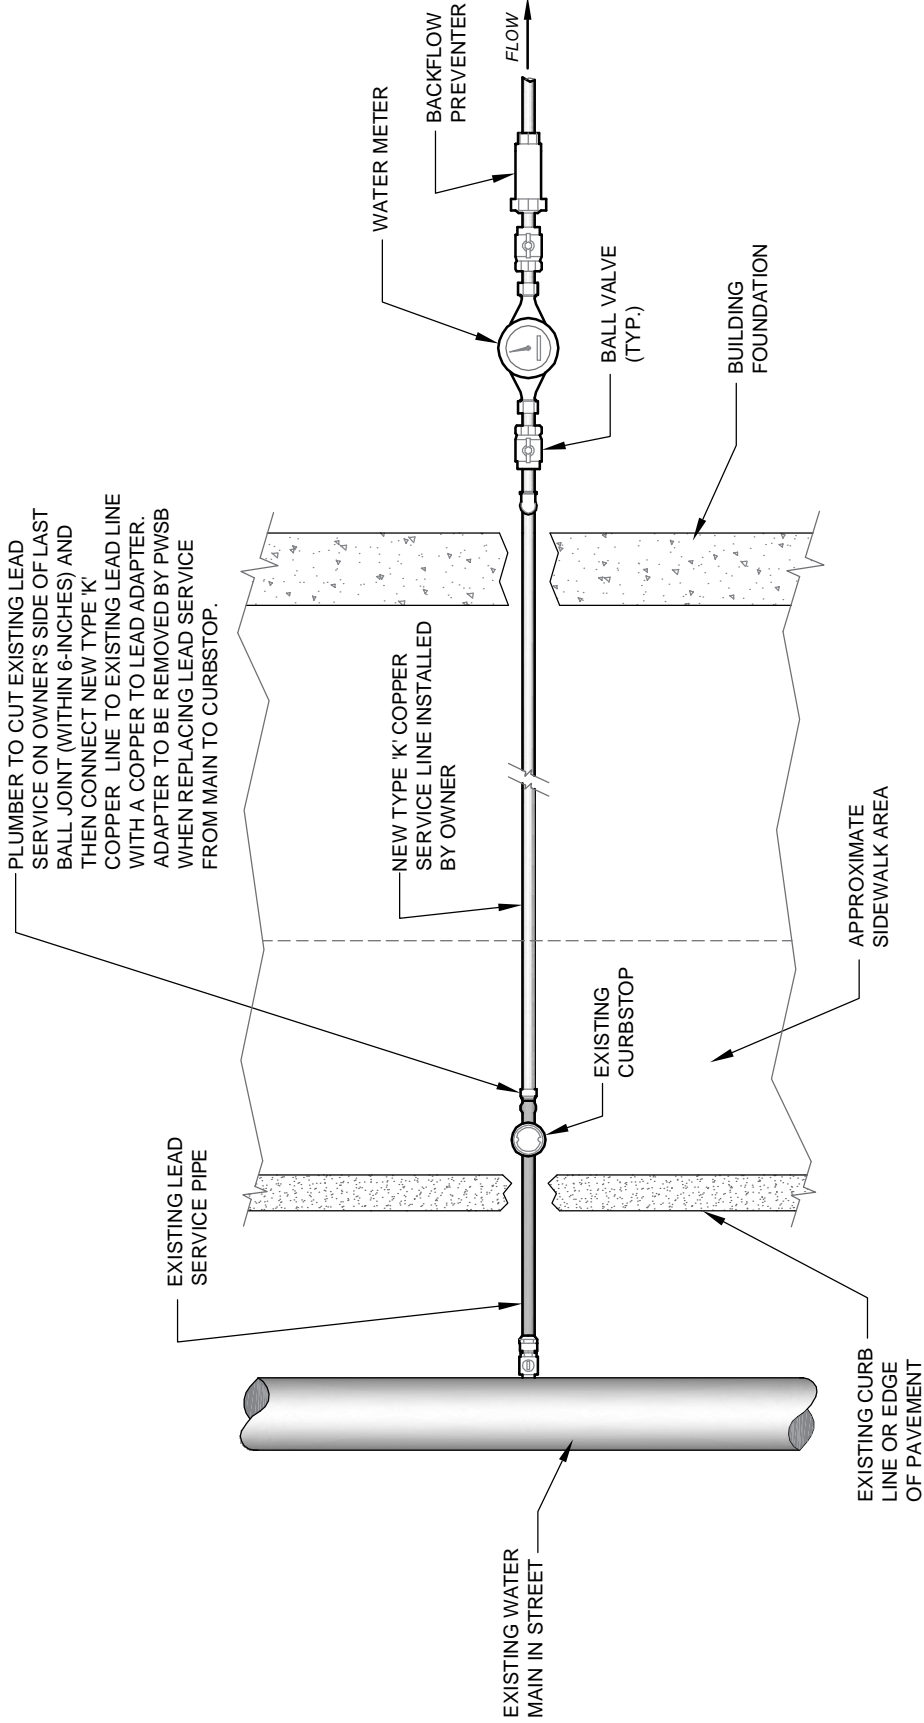 PLUMBER TO CUT EXISTING LEAD
SERVICE ON OWNER'S SIDE OF LAST
BALL JOINT (WITHIN 6-INCHES) AND
THEN CONNECT NEW TYPE 'K'
COPPER LINE TO EXISTING LEAD LINE
WITH A COPPER TO LEAD ADAPTER.
ADAPTER TO BE REMOVED BY PWSB
WHEN REPLACING LEAD SERVICE
FROM MAIN TO CURBSTOP.
EXISTING LEAD
SERVICE PIPE
NEW TYPE 'K' COPPER
SERVICE LINE INSTALLED
BY OWNER
WATER METER
BACKFLOW
PREVENTER
FLOW
EXISTING WATER
MAIN IN STREET
EXISTING
CURBSTOP
BALL VALVE
(TYP.)
BUILDING
FOUNDATION
APPROXIMATE
SIDEWALK AREA
EXISTING CURB
LINE OR EDGE
OF PAVEMENT